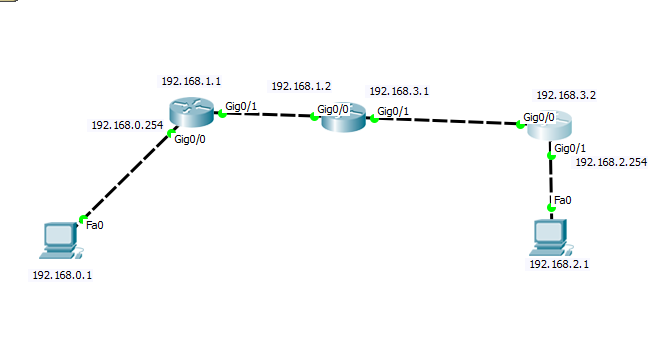 192.168.1.1
192.168.1.2
192.168.3.1
192.168.3.2
Gig0/1
Gig0/0
Gig0/1
Gig0/0
192.168.0.254
Gig0/0
Gig0/1
192.168.2.254
Fa0
192.168.0.1
Fa0
192.168.2.1